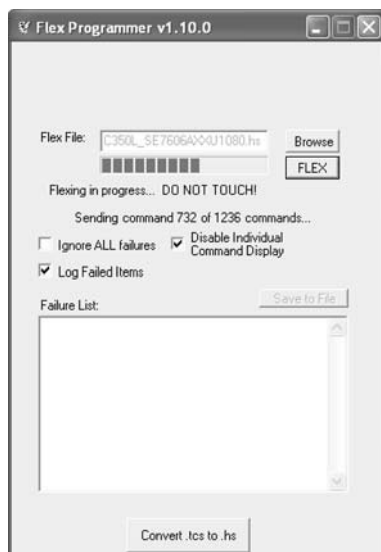 Flex Programmer v1.10.0
Flex File: C350L_SE7606AXXU1080.hs Browse
FLEX
Flexing in progress... DO NOT TOUCH!
Sending command 732 of 1236 commands...
Ignore ALL failures Disable Individual
Command Display
Log Failed Items
Save to File
Failure List:
Convert .tcs to .hs